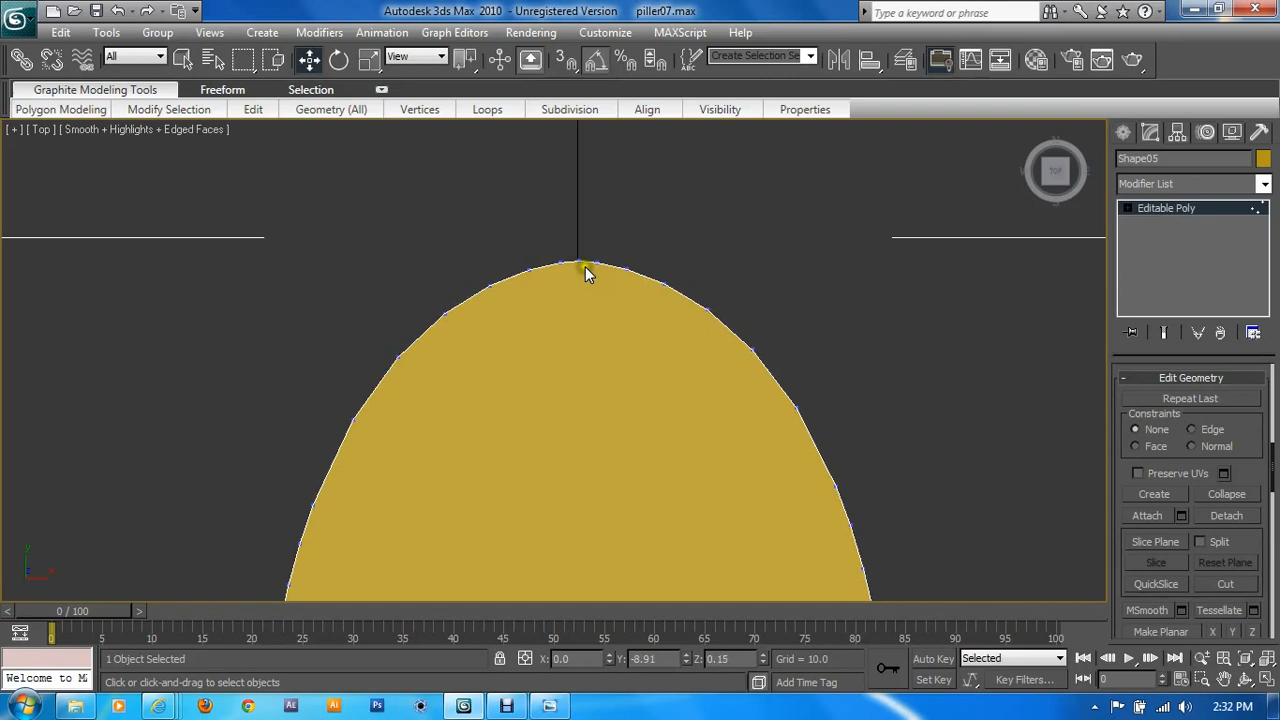 Autodesk 3ds Max 2010 - Unregistered Version piller07.max
Type a keyword or phrase
Edit Tools Group Views Create Modifiers Animation Graph Editors Rendering Customize MAXScript Help
All View Create Selection Se
Graphite Modeling Tools Freeform Selection
Polygon Modeling Modify Selection Edit Geometry (All) Vertices Loops Subdivision Align Visibility Properties
[ + ] [ Top ] [ Smooth + Highlights + Edged Faces ]
TOP
Shape05
Modifier List
Editable Poly
- Edit Geometry
Repeat Last
Constraints
None Edge
Face Normal
Preserve UVs
Create Collapse
Attach Detach
Slice Plane Split
Slice Reset Plane
QuickSlice Cut
MSmooth Tessellate
Make Planar X Y Z
y
x
< 0 / 100 >
0 5 10 15 20 25 30 35 40 45 50 55 60 65 70 75 80 85 90 95 100
1 Object Selected X: 0.0 Y: -8.91 Z: 0.15 Grid = 10.0 Auto Key Selected
Welcome to M Click or click-and-drag to select objects Add Time Tag Set Key Key Filters... 0
Ae Ai Ps
2:32 PM